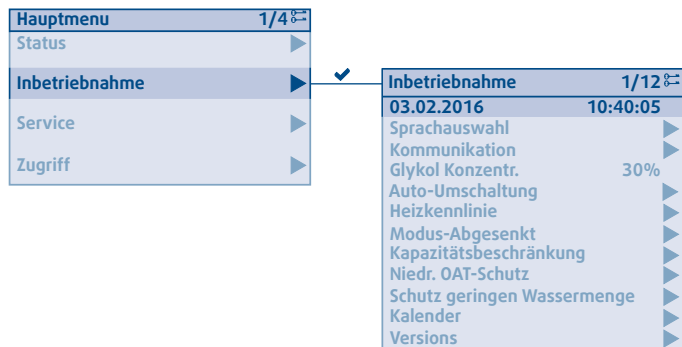 Hauptmenu 1/4
Status
Inbetriebnahme
Service
Zugriff
Inbetriebnahme 1/12
03.02.2016 10:40:05
Sprachauswahl
Kommunikation
Glykol Konzentr. 30%
Auto-Umschaltung
Heizkennlinie
Modus-Abgesenkt
Kapazitätsbeschränkung
Niedr. OAT-Schutz
Schutz geringen Wassermenge
Kalender
Versions